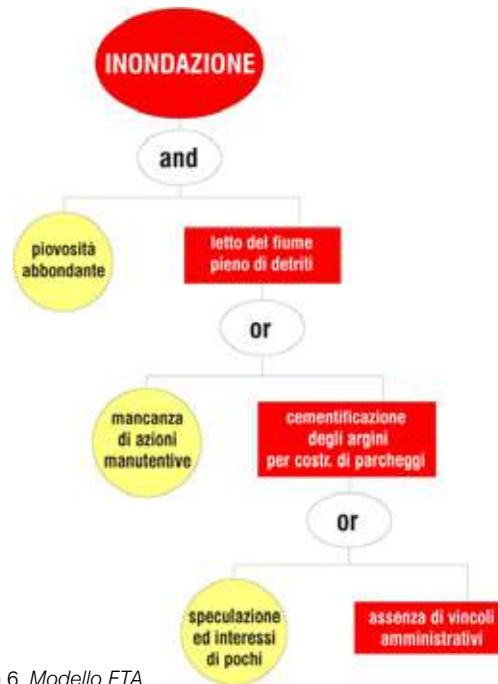 INONDAZIONE
and
piovosità
abbondante
letto del fiume
pieno di detriti
or
mancanza
di azioni
manutentive
cementificazione
degli argini
per costr. di parcheggi
or
speculazione
ed interessi
di pochi
assenza di vincoli
amministrativi
6. Modello FTA